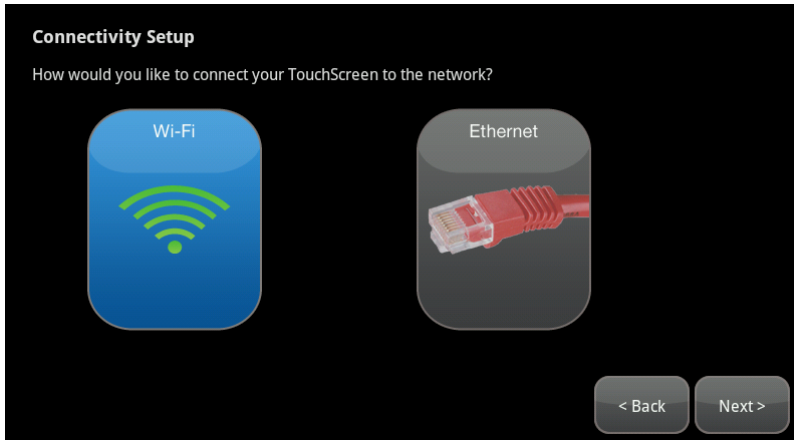 Connectivity Setup
How would you like to connect your TouchScreen to the network?
Wi-Fi
Ethernet
< Back
Next >